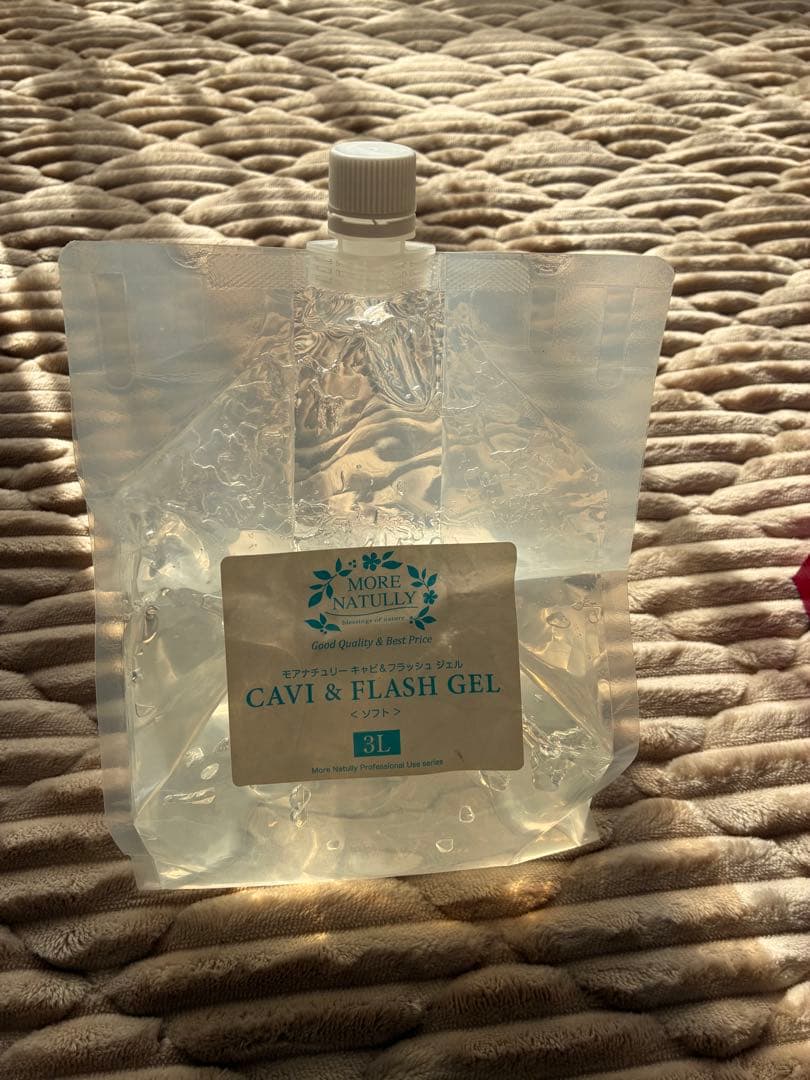 MORE
NATULLY
blessings of nature
Good Quality & Best Price
モアナチュリー キャビ&フラッシュ ジェル
CAVI & FLASH GEL
＜ソフト＞
3L
More Natully Professional Use series